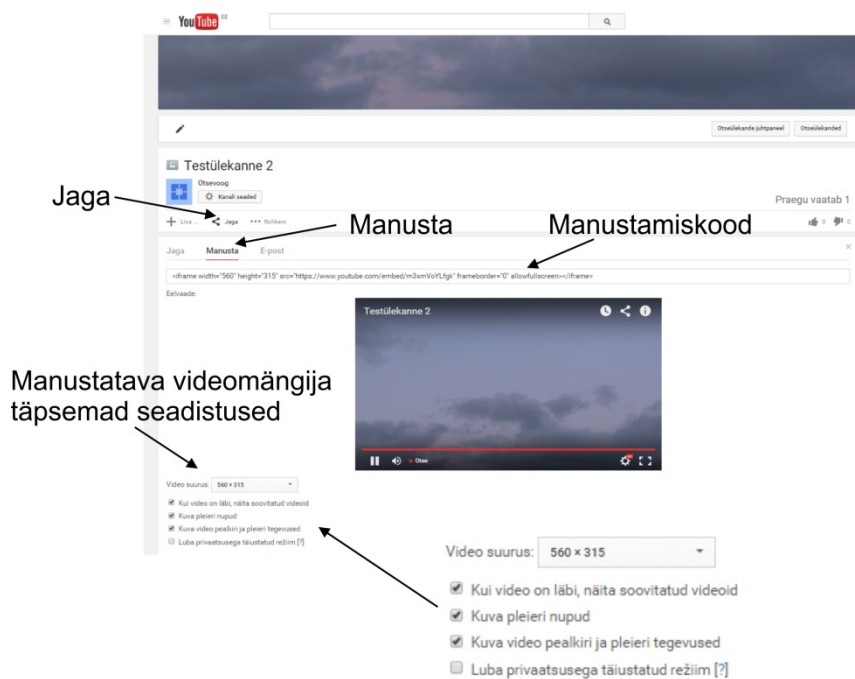 YouTube EE
Otseülekande juhtpaneel
Otseülekanded
Testülekanne 2
Otsevoog
Kanali seaded
Praegu vaatab 1
Jaga
Lisa
Jaga
Rohkem
0
0
Manusta
Manustamiskood
Jaga
Manusta
E-post
<iframe width="560" height="315" src="https://www.youtube.com/embed/m3xmVoYLfgk" frameborder="0" allowfullscreen></iframe>
Eelvaade:
Testülekanne 2
Otse
Manustatava videomängija
täpsemad seadistused
Video suurus: 560 × 315
Kui video on läbi, näita soovitatud videoid
Kuva pleieri nupud
Kuva video pealkiri ja pleieri tegevused
Luba privaatsusega täiustatud režiim [?]
Video suurus: 560 × 315
Kui video on läbi, näita soovitatud videoid
Kuva pleieri nupud
Kuva video pealkiri ja pleieri tegevused
Luba privaatsusega täiustatud režiim [?]